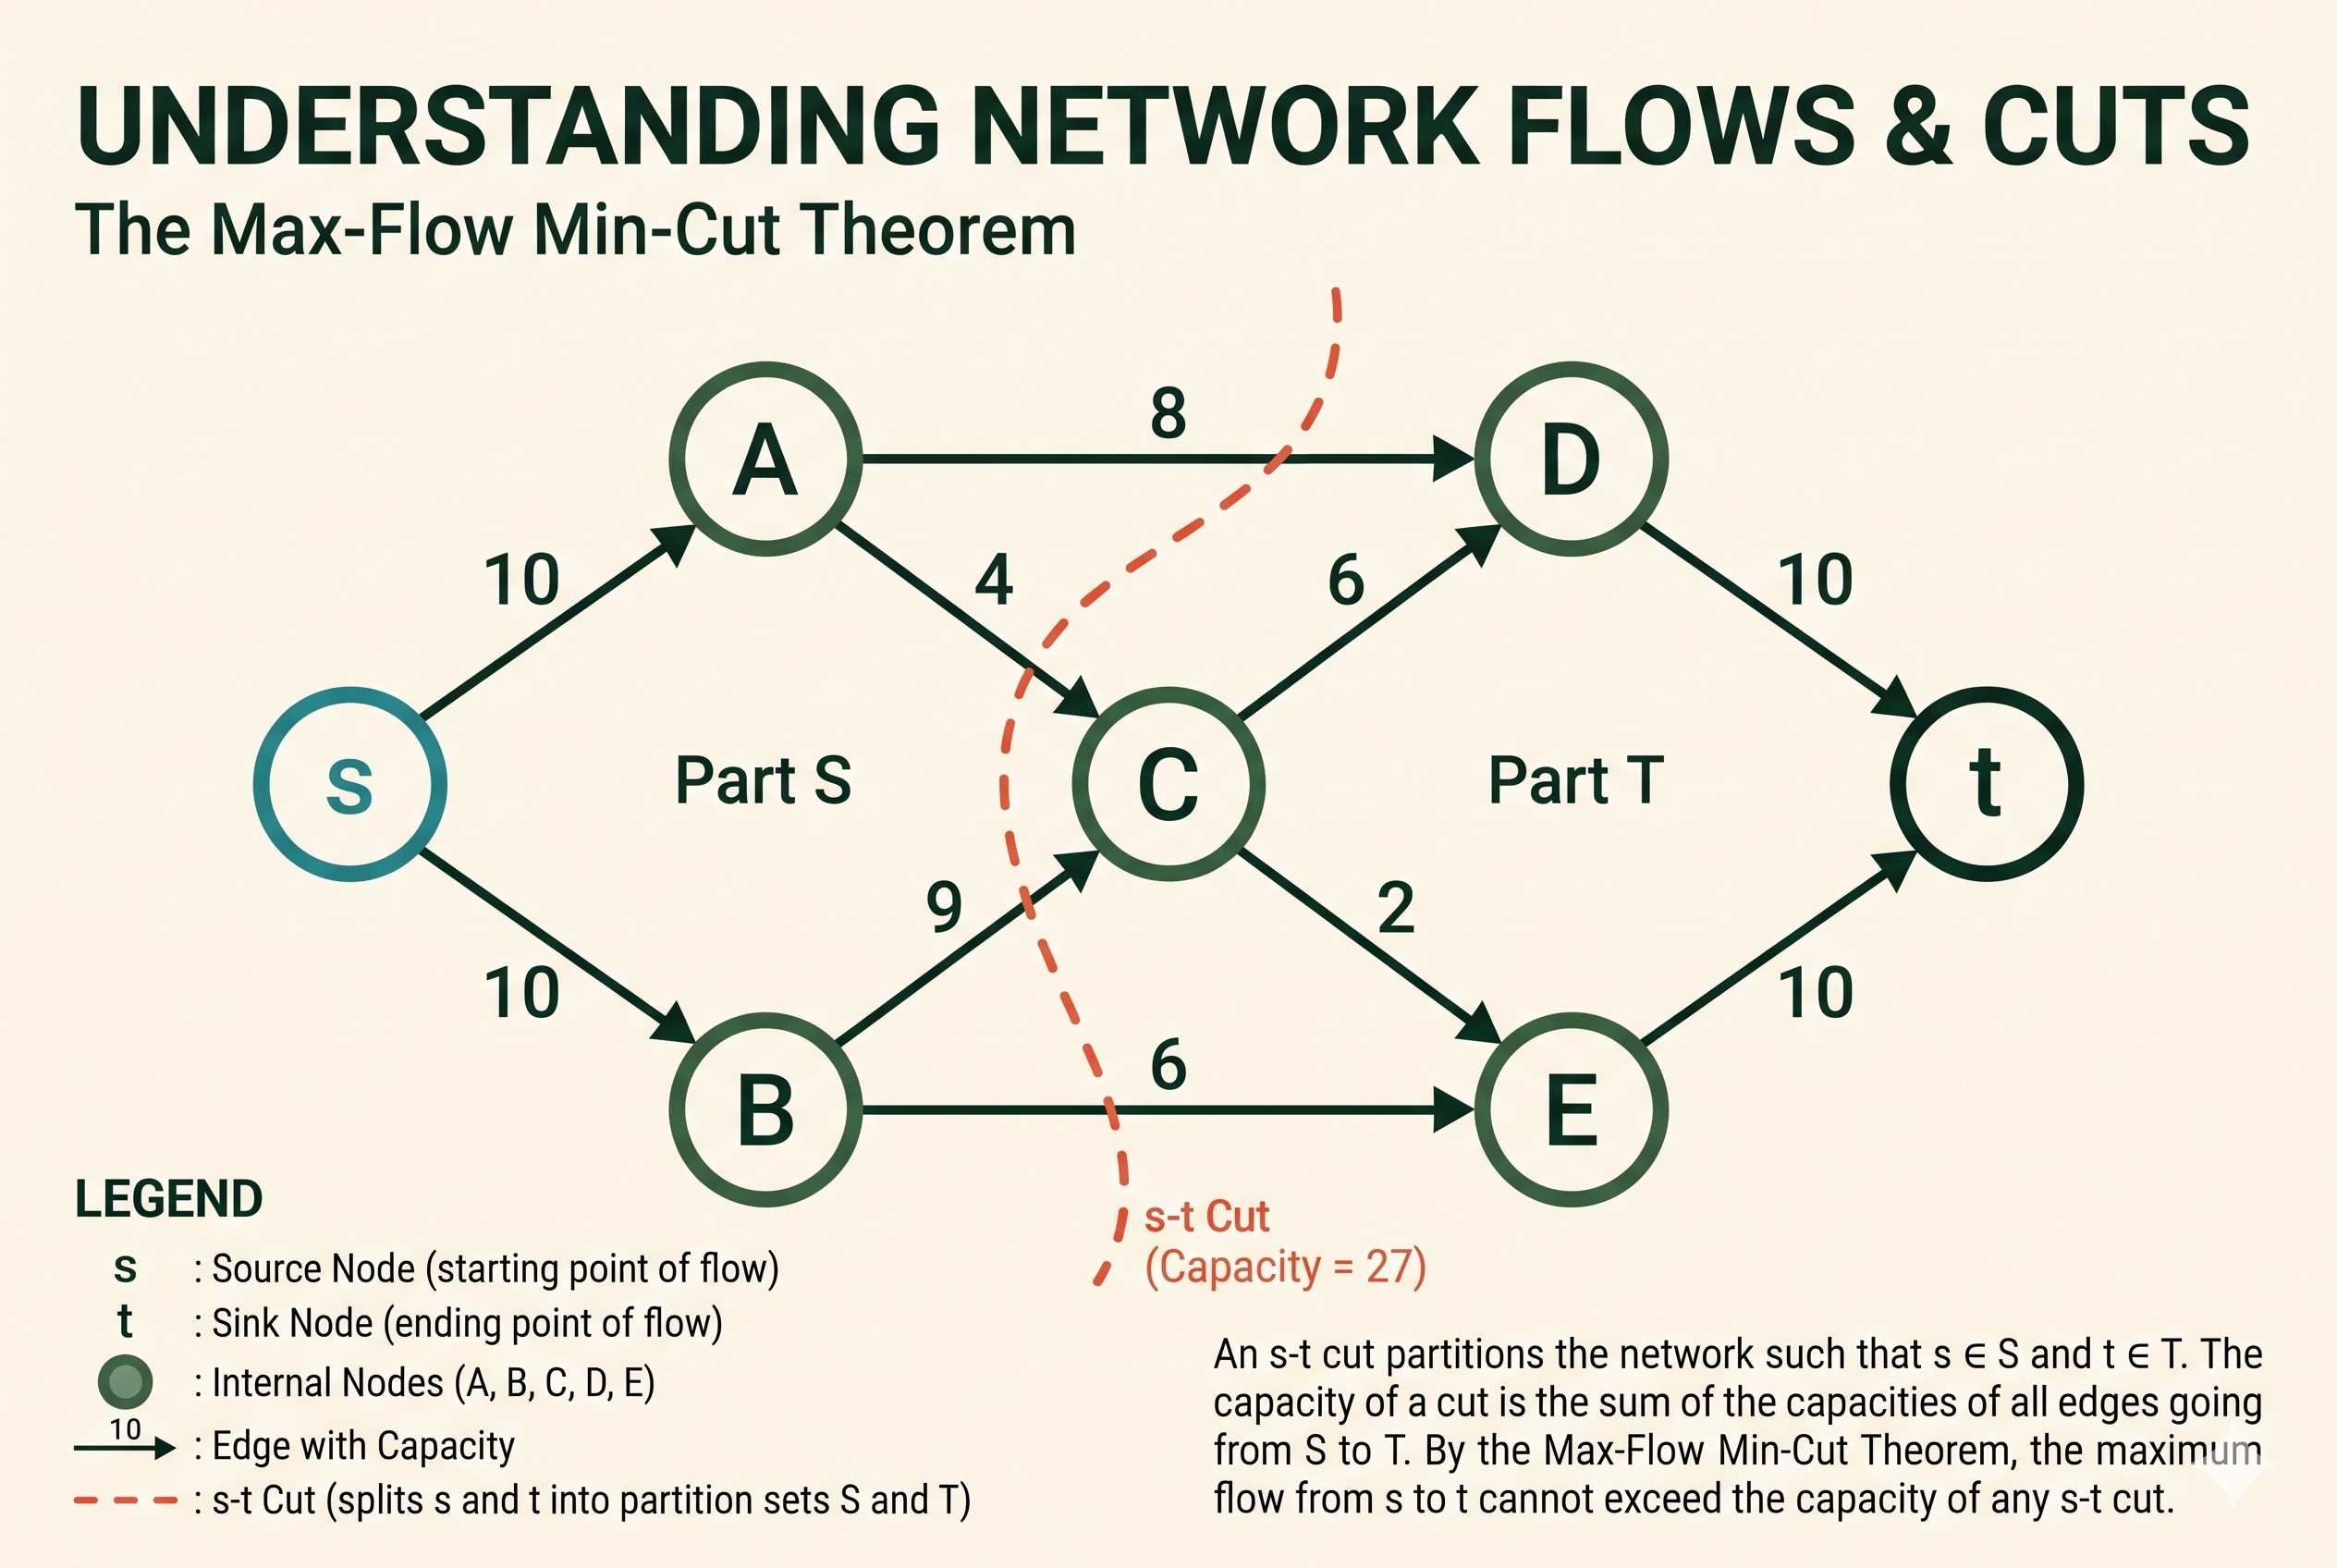 UNDERSTANDING NETWORK FLOWS & CUTS
The Max-Flow Min-Cut Theorem
A
8
D
10
4
6
10
s
Part S
C
Part T
t
10
9
2
10
B
6
E
s-t Cut
(Capacity = 27)
LEGEND
s : Source Node (starting point of flow)
t : Sink Node (ending point of flow)
: Internal Nodes (A, B, C, D, E)
10
: Edge with Capacity
: s-t Cut (splits s and t into partition sets S and T)
An s-t cut partitions the network such that s ∈ S and t ∈ T. The
capacity of a cut is the sum of the capacities of all edges going
from S to T. By the Max-Flow Min-Cut Theorem, the maximum
flow from s to t cannot exceed the capacity of any s-t cut.